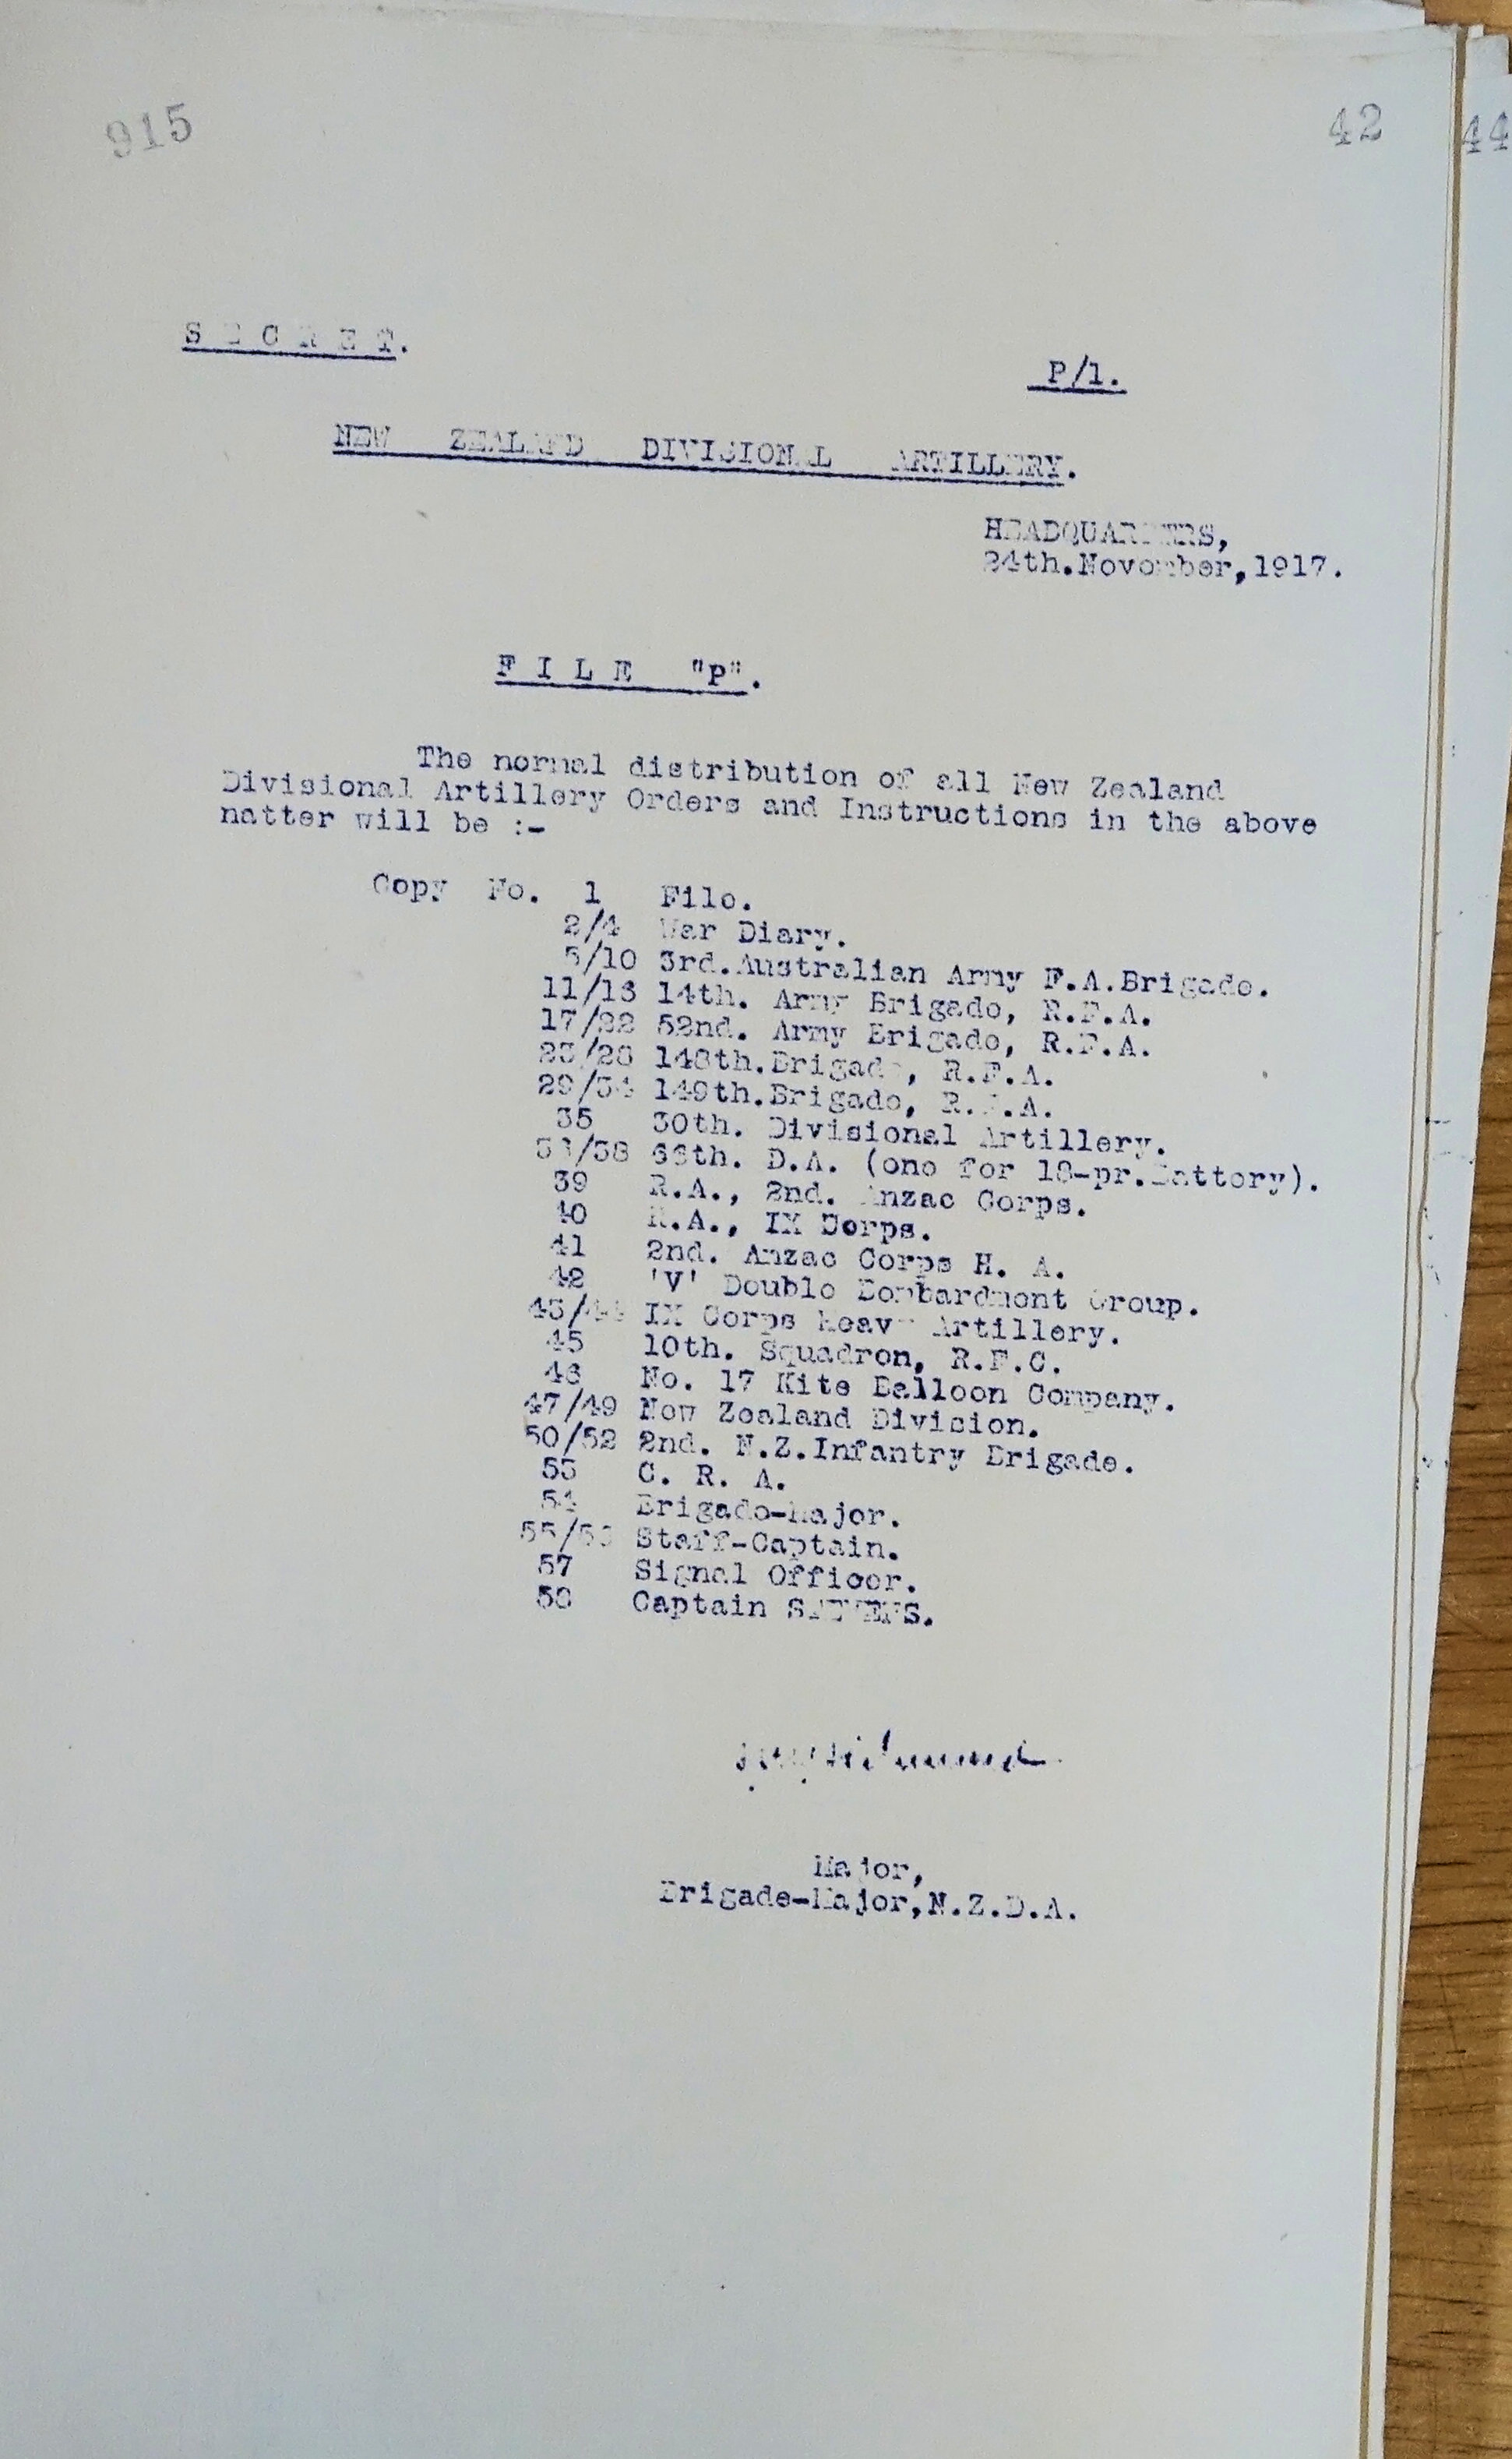 915
42
44
SECRET.
P/1.
NEW ZEALAND DIVISIONAL ARTILLERY.
HEADQUARTERS,
24th.November,1917.
FILE "P".
The normal distribution of all New Zealand
Divisional Artillery Orders and Instructions in the above
matter will be :-
Copy No. 1 File.
2/4 War Diary.
5/10 3rd.Australian Army F.A.Brigade.
11/16 14th. Army Brigade, R.F.A.
17/22 52nd. Army Brigade, R.F.A.
23/28 148th.Brigade, R.F.A.
29/34 149th.Brigade, R.F.A.
35 30th. Divisional Artillery.
36/38 66th. D.A. (one for 18-pr.Battery).
39 R.A., 2nd. Anzac Corps.
40 R.A., IX Corps.
41 2nd. Anzac Corps H. A.
42 'V' Double Bombardment Group.
43/44 IX Corps Heavy Artillery.
45 10th. Squadron, R.F.C.
46 No. 17 Kite Balloon Company.
47/49 New Zealand Division.
50/52 2nd. N.Z.Infantry Brigade.
53 C. R. A.
54 Brigade-Major.
55/56 Staff-Captain.
57 Signal Officer.
58 Captain
Major,
Brigade-Major,N.Z.D.A.